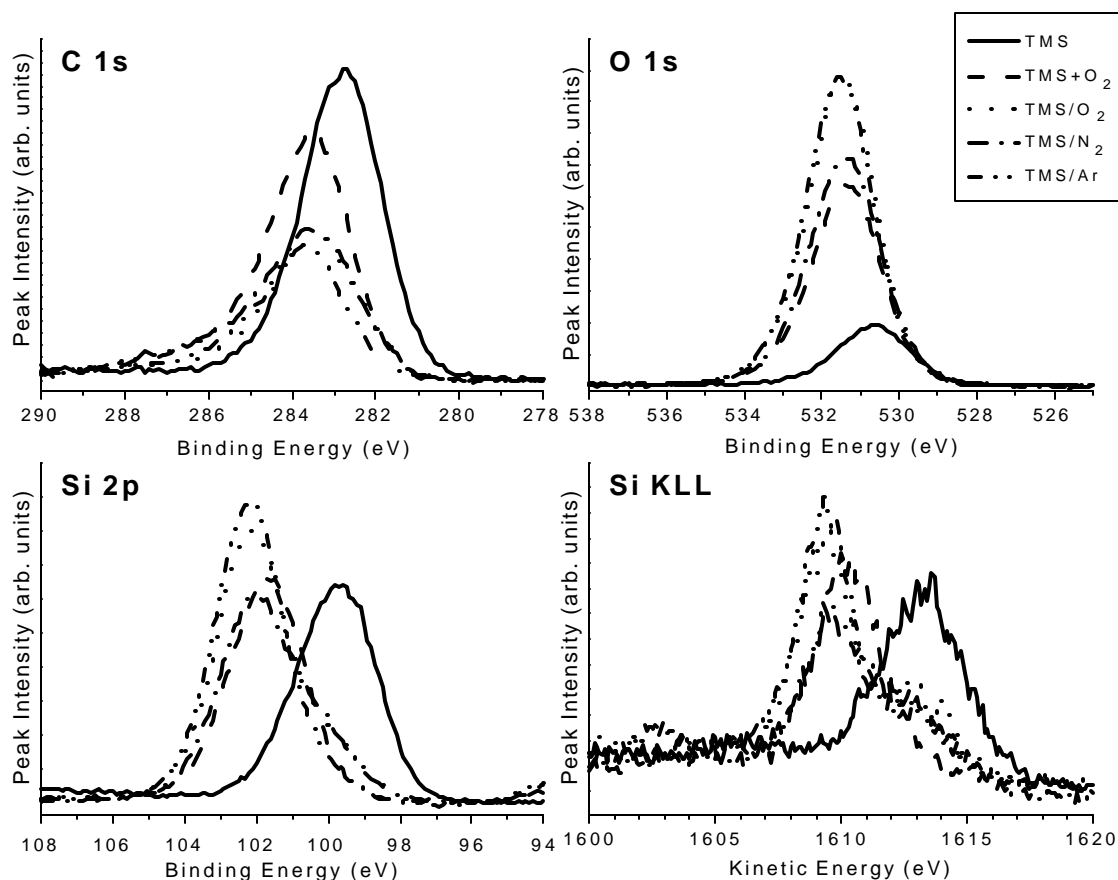 C 1s
Peak Intensity (arb. units)
290 288 286 284 282 280 278
Binding Energy (eV)
O 1s
Peak Intensity (arb. units)
538 536 534 532 530 528 526
Binding Energy (eV)
TMS
TMS+O2
TMS/O2
TMS/N2
TMS/Ar
Si 2p
Peak Intensity (arb. units)
108 106 104 102 100 98 96 94
Binding Energy (eV)
Si KLL
Peak Intensity (arb. units)
1600 1605 1610 1615 1620
Kinetic Energy (eV)